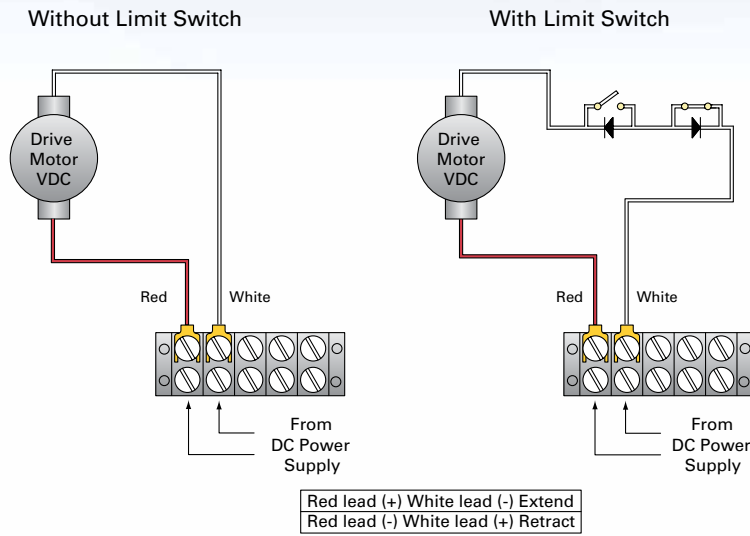 Without Limit Switch
With Limit Switch
Drive
Motor
VDC
Drive
Motor
VDC
Red
White
Red
White
From
DC Power
Supply
From
DC Power
Supply
Red lead (+) White lead (-) Extend
Red lead (-) White lead (+) Retract